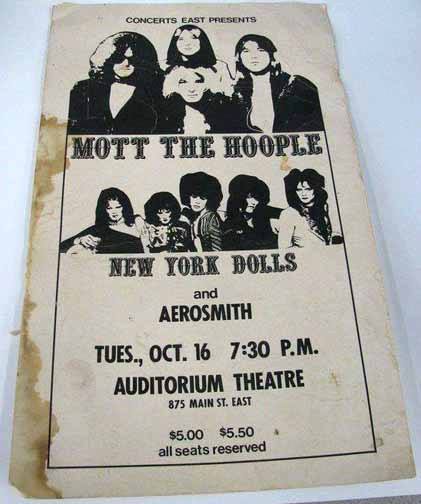 CONCERTS EAST PRESENTS
MOTT THE HOOPLE
NEW YORK DOLLS
and
AEROSMITH
TUES., OCT. 16 7:30 P.M.
AUDITORIUM THEATRE
875 MAIN ST. EAST
$5.00 $5.50
all seats reserved